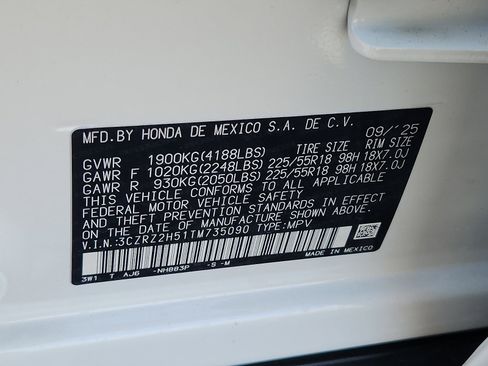 MFD. BY HONDA DE MEXICO S.A. DE C.V. 09/'25
TIRE SIZE RIM SIZE
GVWR 1900KG(4188LBS)
GAWR F 1020KG(2248LBS) 225/55R18 98H 18X7.0J
GAWR R 930KG(2050LBS) 225/55R18 98H 18X7.0J
THIS VEHICLE CONFORMS TO ALL APPLICABLE
FEDERAL MOTOR VEHICLE SAFETY
AND THEFT PREVENTION STANDARDS IN EFFECT
ON THE DATE OF MANUFACTURE SHOWN ABOVE.
V.I.N.:3CZRZ2H51TM735090 TYPE:MPV
MADE IN MEXICO
3W1 T AJ6 -NH883P -S -M